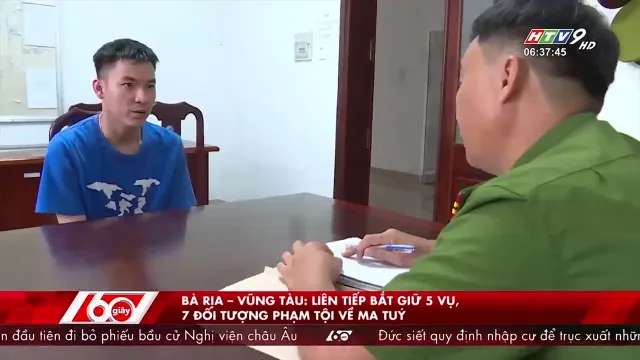 HTV9 HD
06:37:45
60 giây
BÀ RỊA – VŨNG TÀU: LIÊN TIẾP BẮT GIỮ 5 VỤ,
7 ĐỐI TƯỢNG PHẠM TỘI VỀ MA TUÝ
đầu tiên đi bỏ phiếu bầu cử Nghị viện châu Âu Đức siết quy định nhập cư để trục xuất